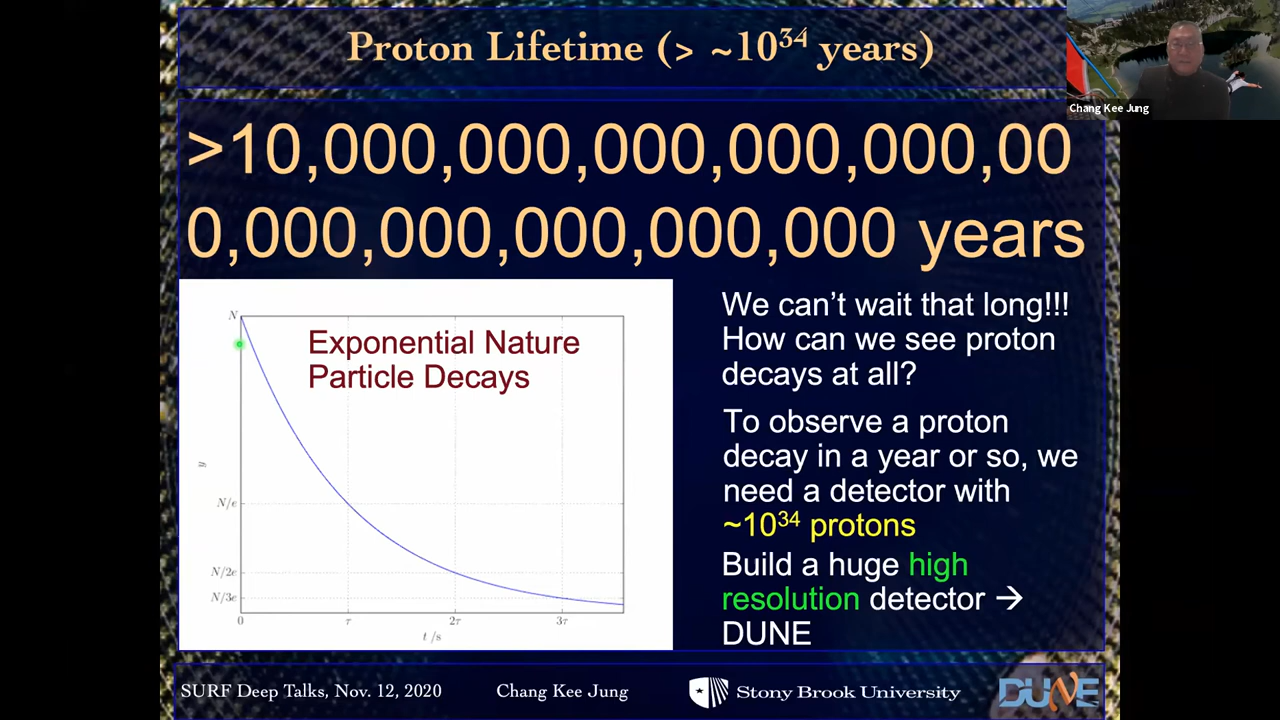 Proton Lifetime (> ~10³⁴ years)
Chang Kee Jung
>10,000,000,000,000,000,00
0,000,000,000,000,000 years
Exponential Nature
Particle Decays
N
y
N/e
N/2e
N/3e
0
τ
2τ
3τ
t /s
We can’t wait that long!!!
How can we see proton
decays at all?
To observe a proton
decay in a year or so, we
need a detector with
~10³⁴ protons
Build a huge high
resolution detector →
DUNE
SURF Deep Talks, Nov. 12, 2020
Chang Kee Jung
Stony Brook University
DUNE